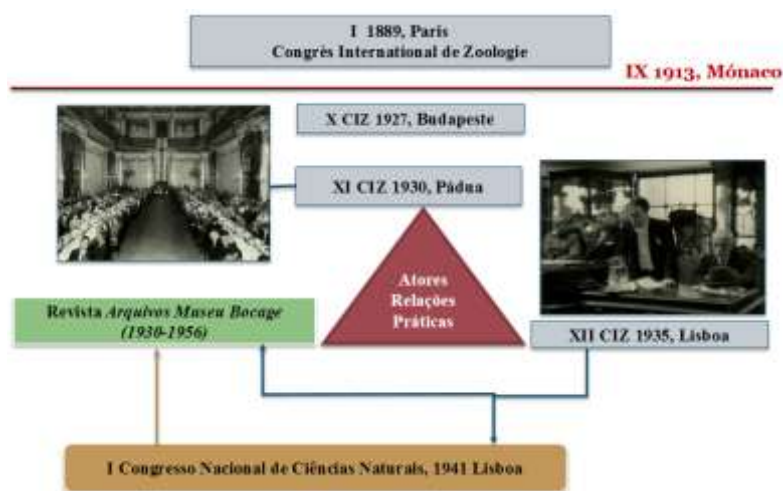 I 1889, Paris
Congrès International de Zoologie
IX 1913, Mónaco
X CIZ 1927, Budapeste
XI CIZ 1930, Pádua
Atores
Relações
Práticas
Revista Arquivos Museu Bocage
(1930-1956)
XII CIZ 1935, Lisboa
I Congresso Nacional de Ciências Naturais, 1941 Lisboa